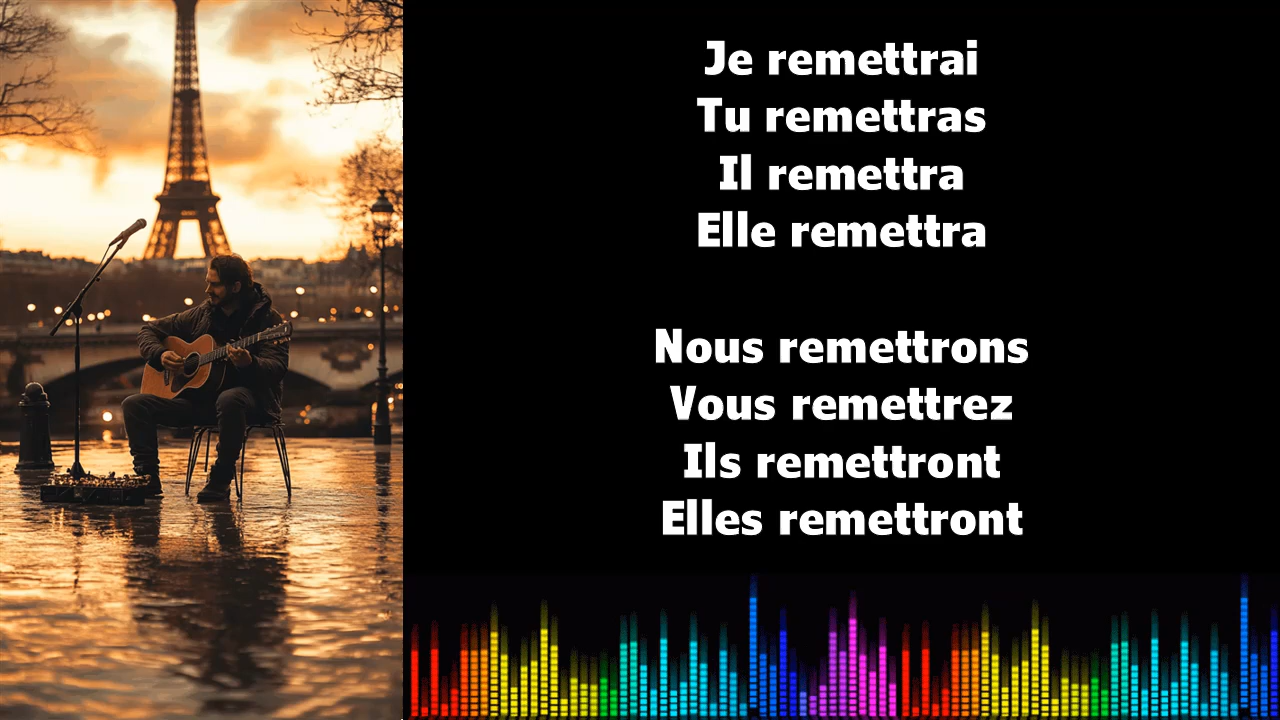 Je remettrai
Tu remettras
Il remettra
Elle remettra
Nous remettrons
Vous remettrez
Ils remettront
Elles remettront